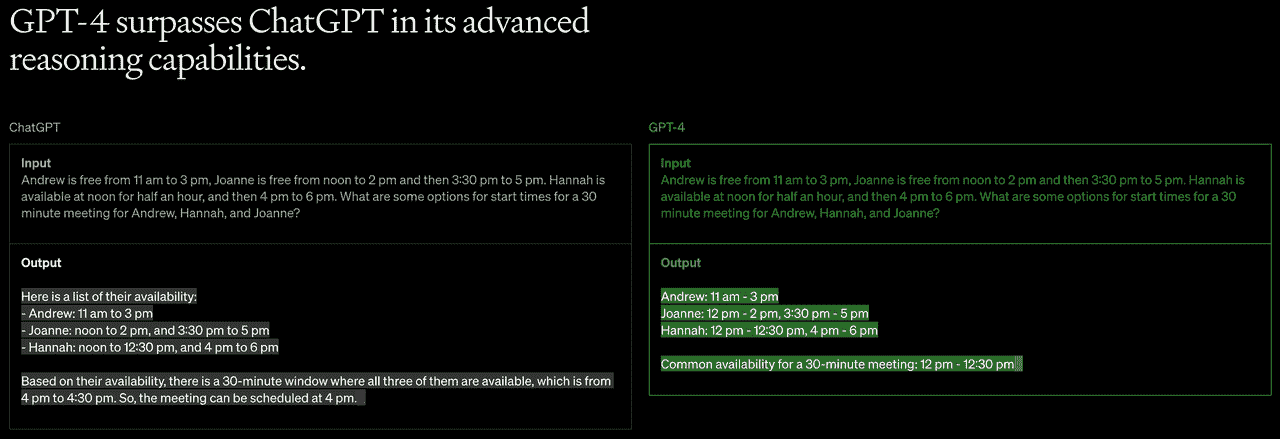 GPT-4 surpasses ChatGPT in its advanced
reasoning capabilities.
ChatGPT
Input
Andrew is free from 11 am to 3 pm, Joanne is free from noon to 2 pm and then 3:30 pm to 5 pm. Hannah is
available at noon for half an hour, and then 4 pm to 6 pm. What are some options for start times for a 30
minute meeting for Andrew, Hannah, and Joanne?
Output
Here is a list of their availability:
- Andrew: 11 am to 3 pm
- Joanne: noon to 2 pm, and 3:30 pm to 5 pm
- Hannah: noon to 12:30 pm, and 4 pm to 6 pm
Based on their availability, there is a 30-minute window where all three of them are available, which is from
4 pm to 4:30 pm. So, the meeting can be scheduled at 4 pm.
GPT-4
Input
Andrew is free from 11 am to 3 pm, Joanne is free from noon to 2 pm and then 3:30 pm to 5 pm. Hannah is
available at noon for half an hour, and then 4 pm to 6 pm. What are some options for start times for a 30
minute meeting for Andrew, Hannah, and Joanne?
Output
Andrew: 11 am - 3 pm
Joanne: 12 pm - 2 pm, 3:30 pm - 5 pm
Hannah: 12 pm - 12:30 pm, 4 pm - 6 pm
Common availability for a 30-minute meeting: 12 pm - 12:30 pm